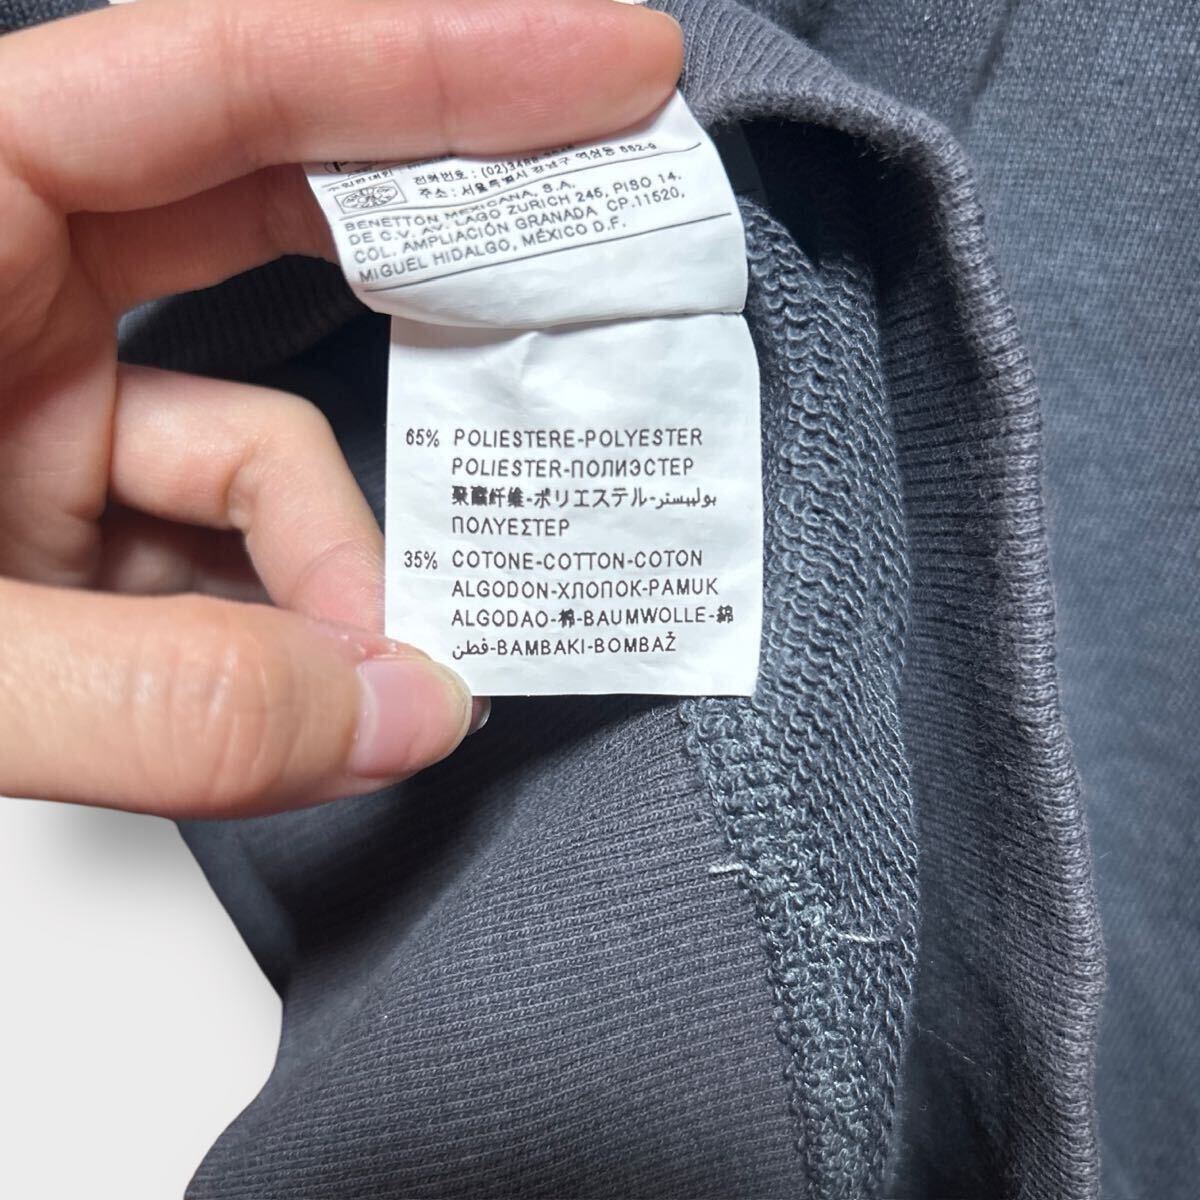 전화번호 : (02)
주소 : 서울특별시 강남구 역삼동 552-9
BENETTON MEXICANA, S.A.
DE C.V. AV. LAGO ZURICH 245, PISO 14.
COL. AMPLIACIÓN GRANADA CP.11520,
MIGUEL HIDALGO, MÉXICO D.F.
65% POLIESTERE-POLYESTER
POLIESTER-ПОЛИЭСТЕР
聚酯纤维-ポリエステル-بوليستر
ΠΟΛΥΕΣΤΕΡ
35% COTONE-COTTON-COTON
ALGODON-ХЛОПОК-PAMUK
ALGODAO-棉-BAUMWOLLE-綿
قطن-BAMBAKI-BOMBAŽ